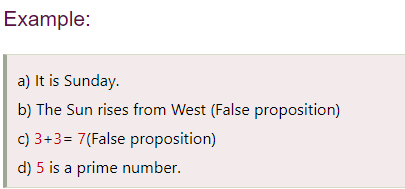 Example:
a) It is Sunday.
b) The Sun rises from West (False proposition)
c) 3+3= 7(False proposition)
d) 5 is a prime number.